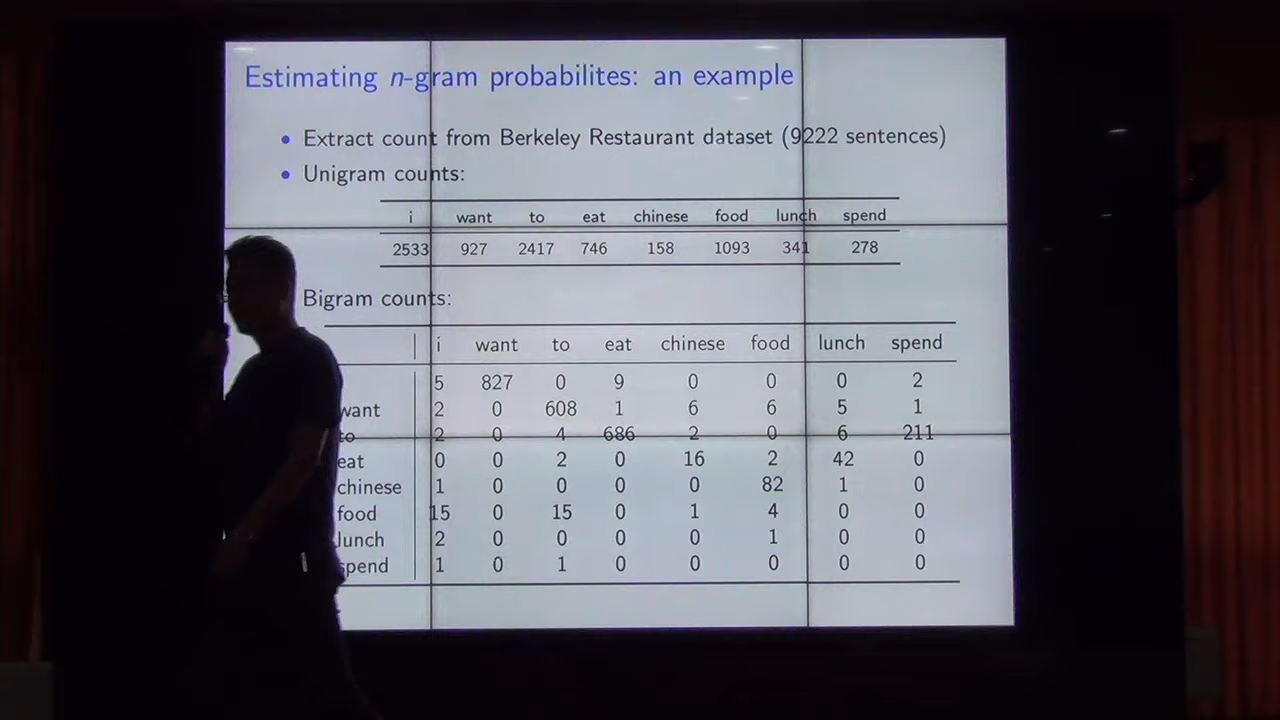 Estimating n-gram probabilites: an example
• Extract count from Berkeley Restaurant dataset (9222 sentences)
• Unigram counts:
i want to eat chinese food lunch spend
2533 927 2417 746 158 1093 341 278
Bigram counts:
i want to eat chinese food lunch spend
5 827 0 9 0 0 0 2
want 2 0 608 1 6 6 5 1
to 2 0 4 686 2 0 6 211
eat 0 0 2 0 16 2 42 0
chinese 1 0 0 0 0 82 1 0
food 15 0 15 0 1 4 0 0
lunch 2 0 0 0 0 1 0 0
spend 1 0 1 0 0 0 0 0